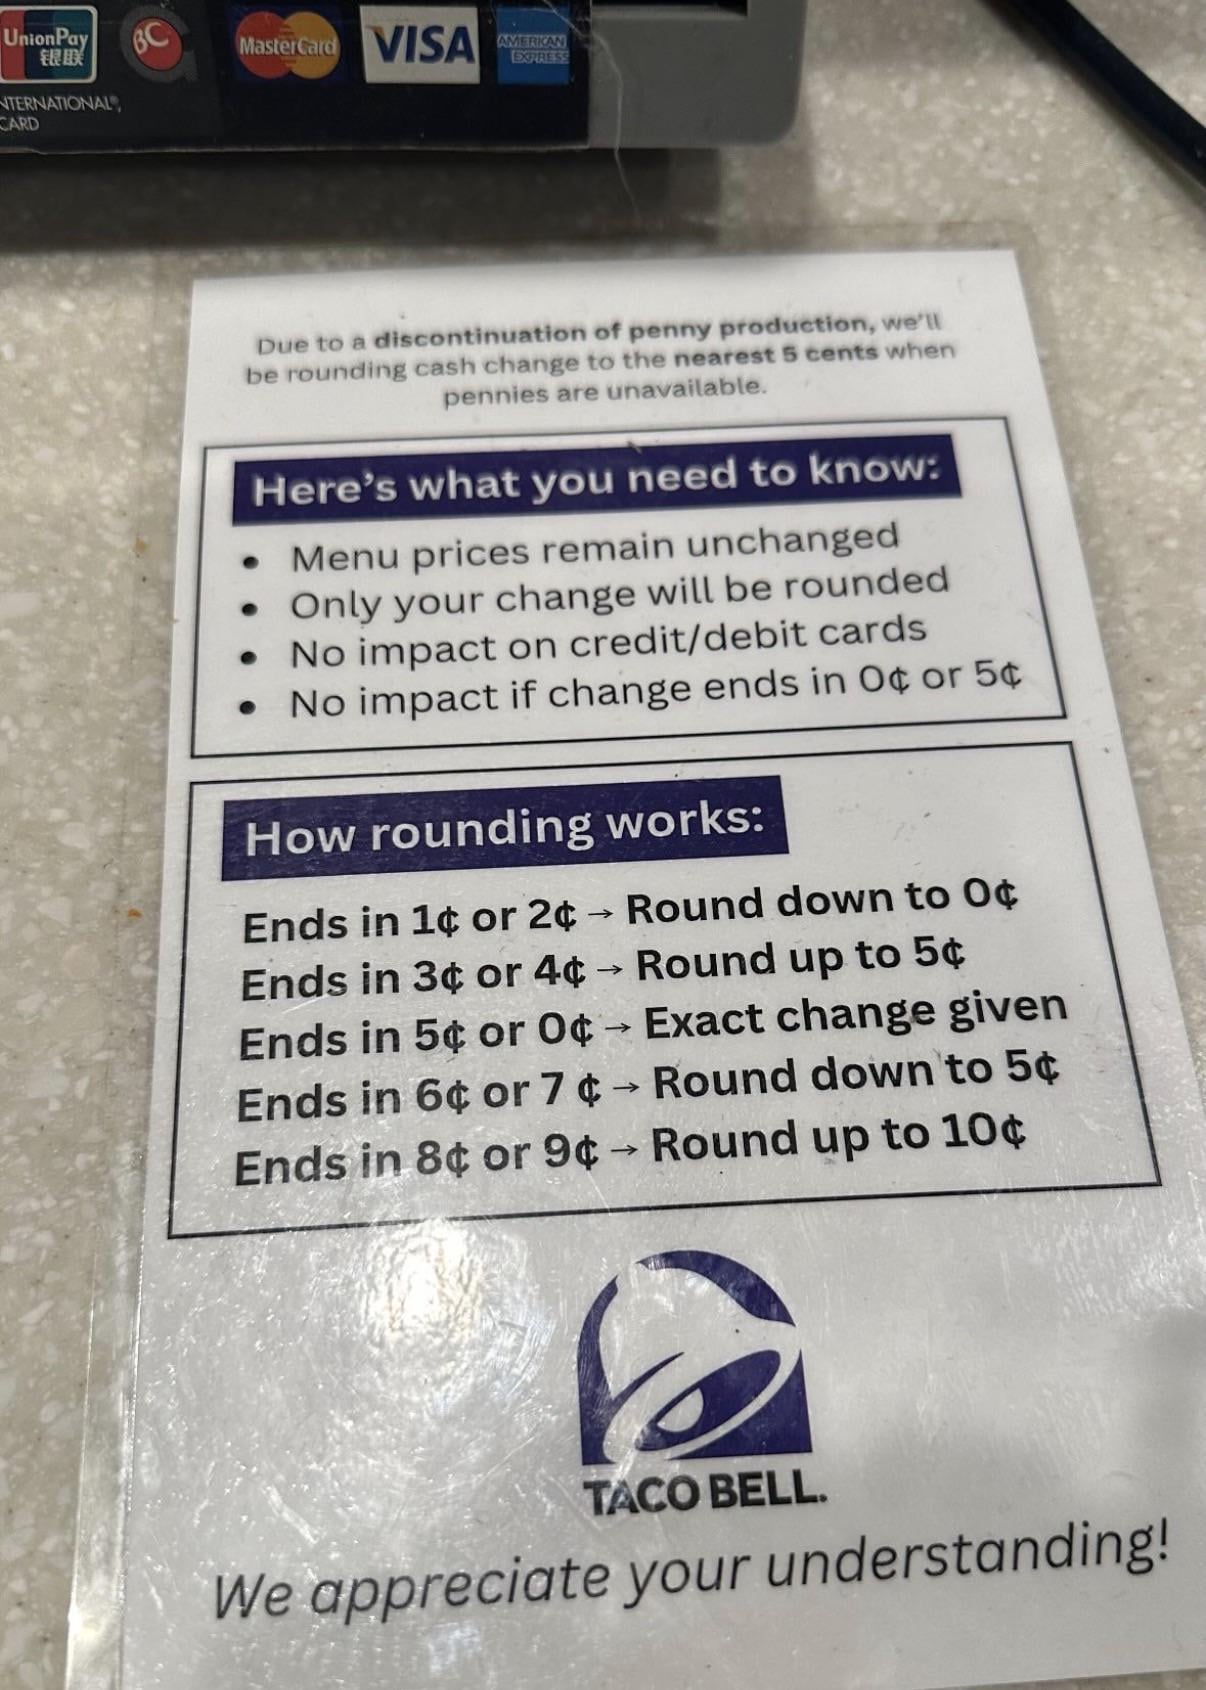 UnionPay
银联
BC
MasterCard
VISA
AMERICAN
EXPRESS
NTERNATIONAL®,
CARD
Due to a discontinuation of penny production, we'll
be rounding cash change to the nearest 5 cents when
pennies are unavailable.
Here's what you need to know:
• Menu prices remain unchanged
• Only your change will be rounded
• No impact on credit/debit cards
• No impact if change ends in 0¢ or 5¢
How rounding works:
Ends in 1¢ or 2¢ → Round down to 0¢
Ends in 3¢ or 4¢ → Round up to 5¢
Ends in 5¢ or 0¢ → Exact change given
Ends in 6¢ or 7 ¢ → Round down to 5¢
Ends in 8¢ or 9¢ → Round up to 10¢
TACO BELL.
We appreciate your understanding!